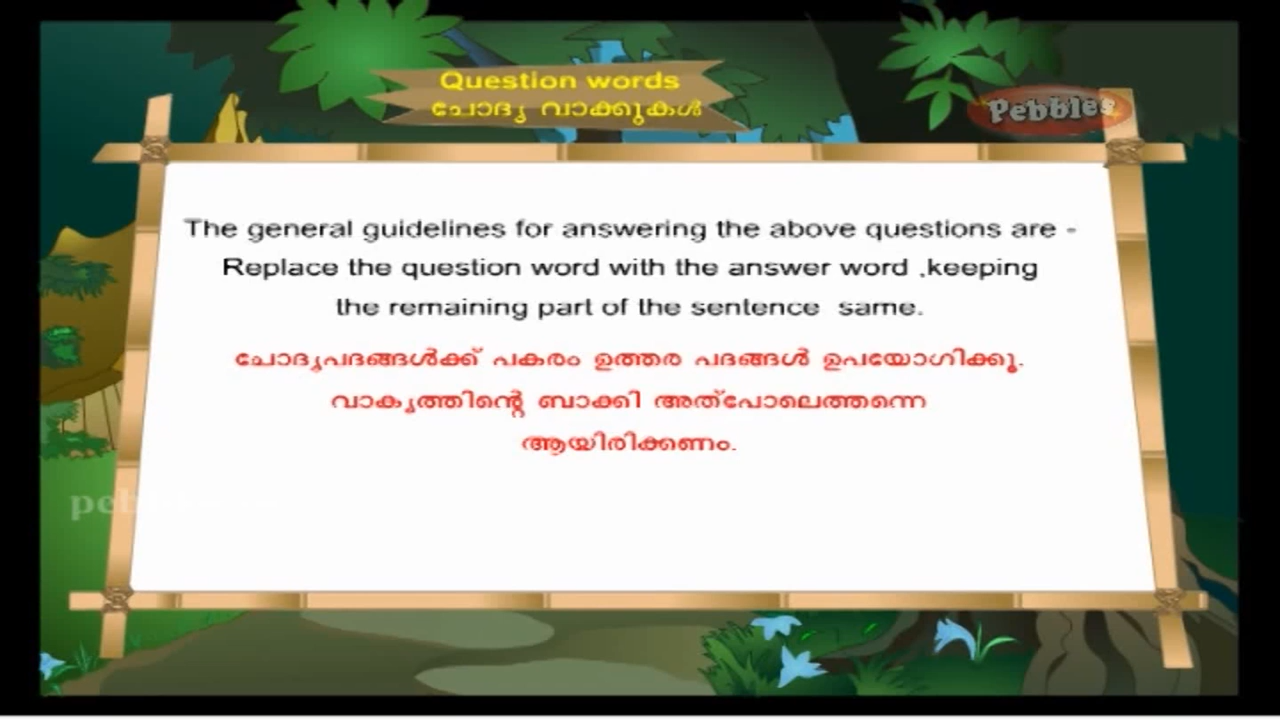 Question words
ചോദ്യ വാക്കുകൾ
Pebbles
The general guidelines for answering the above questions are -
Replace the question word with the answer word ,keeping
the remaining part of the sentence same.
ചോദ്യപദങ്ങൾക്ക് പകരം ഉത്തര പദങ്ങൾ ഉപയോഗിക്കൂ.
വാക്യത്തിന്റെ ബാക്കി അത്പോലെത്തന്നെ
ആയിരിക്കണം.